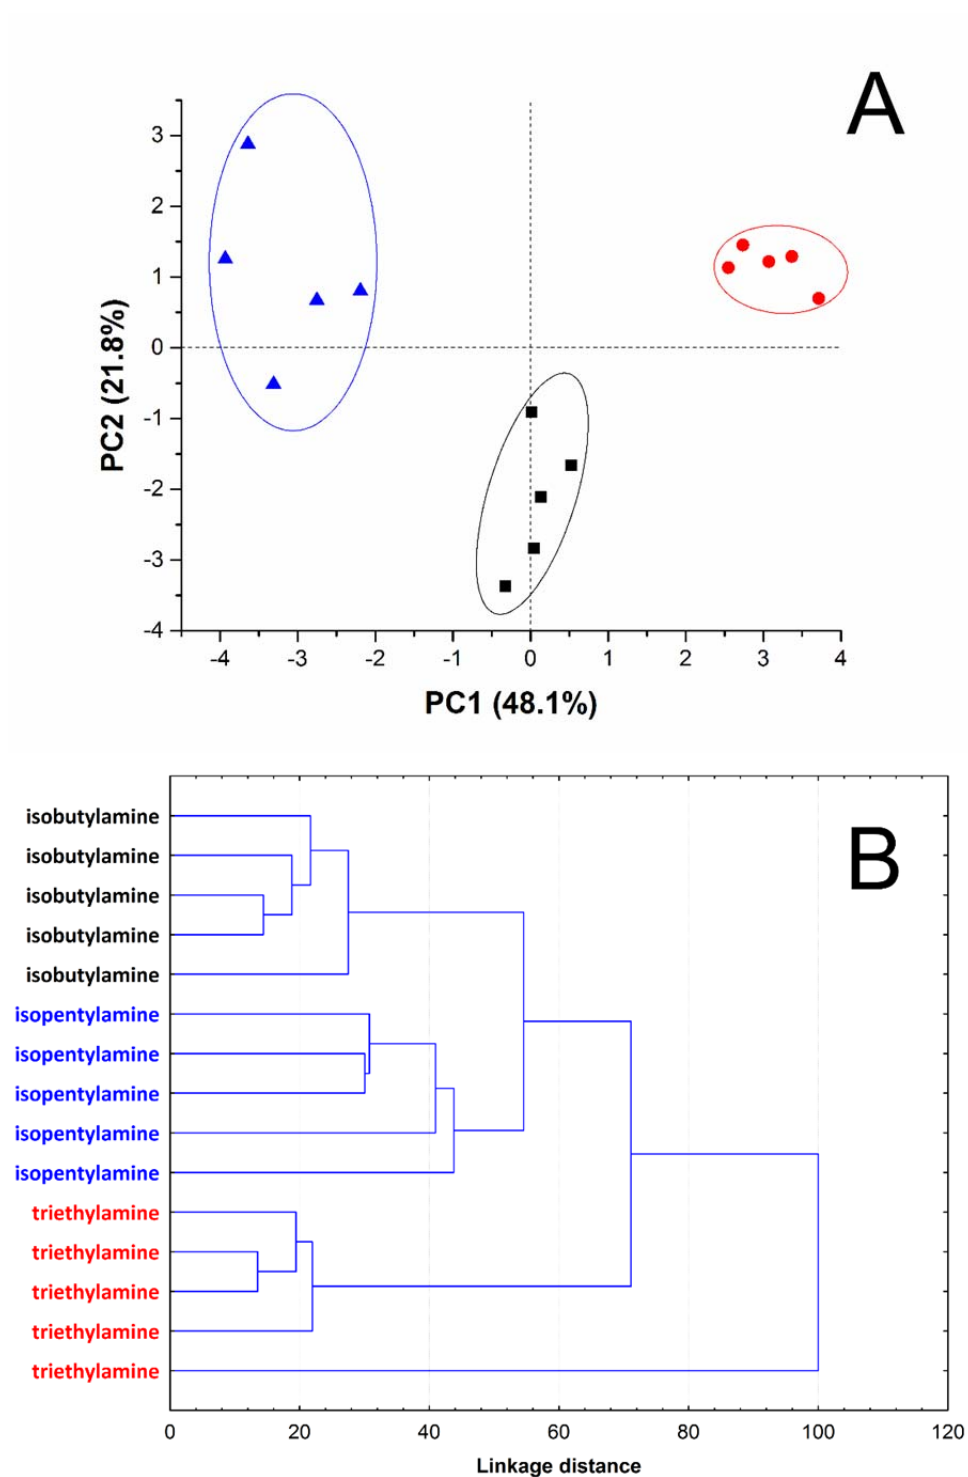 A
3
2
1
0
-1
-2
-3
-4
PC2 (21.8%)
-4 -3 -2 -1 0 1 2 3 4
PC1 (48.1%)
B
isobutylamine
isobutylamine
isobutylamine
isobutylamine
isobutylamine
isopentylamine
isopentylamine
isopentylamine
isopentylamine
isopentylamine
triethylamine
triethylamine
triethylamine
triethylamine
triethylamine
0 20 40 60 80 100 120
Linkage distance